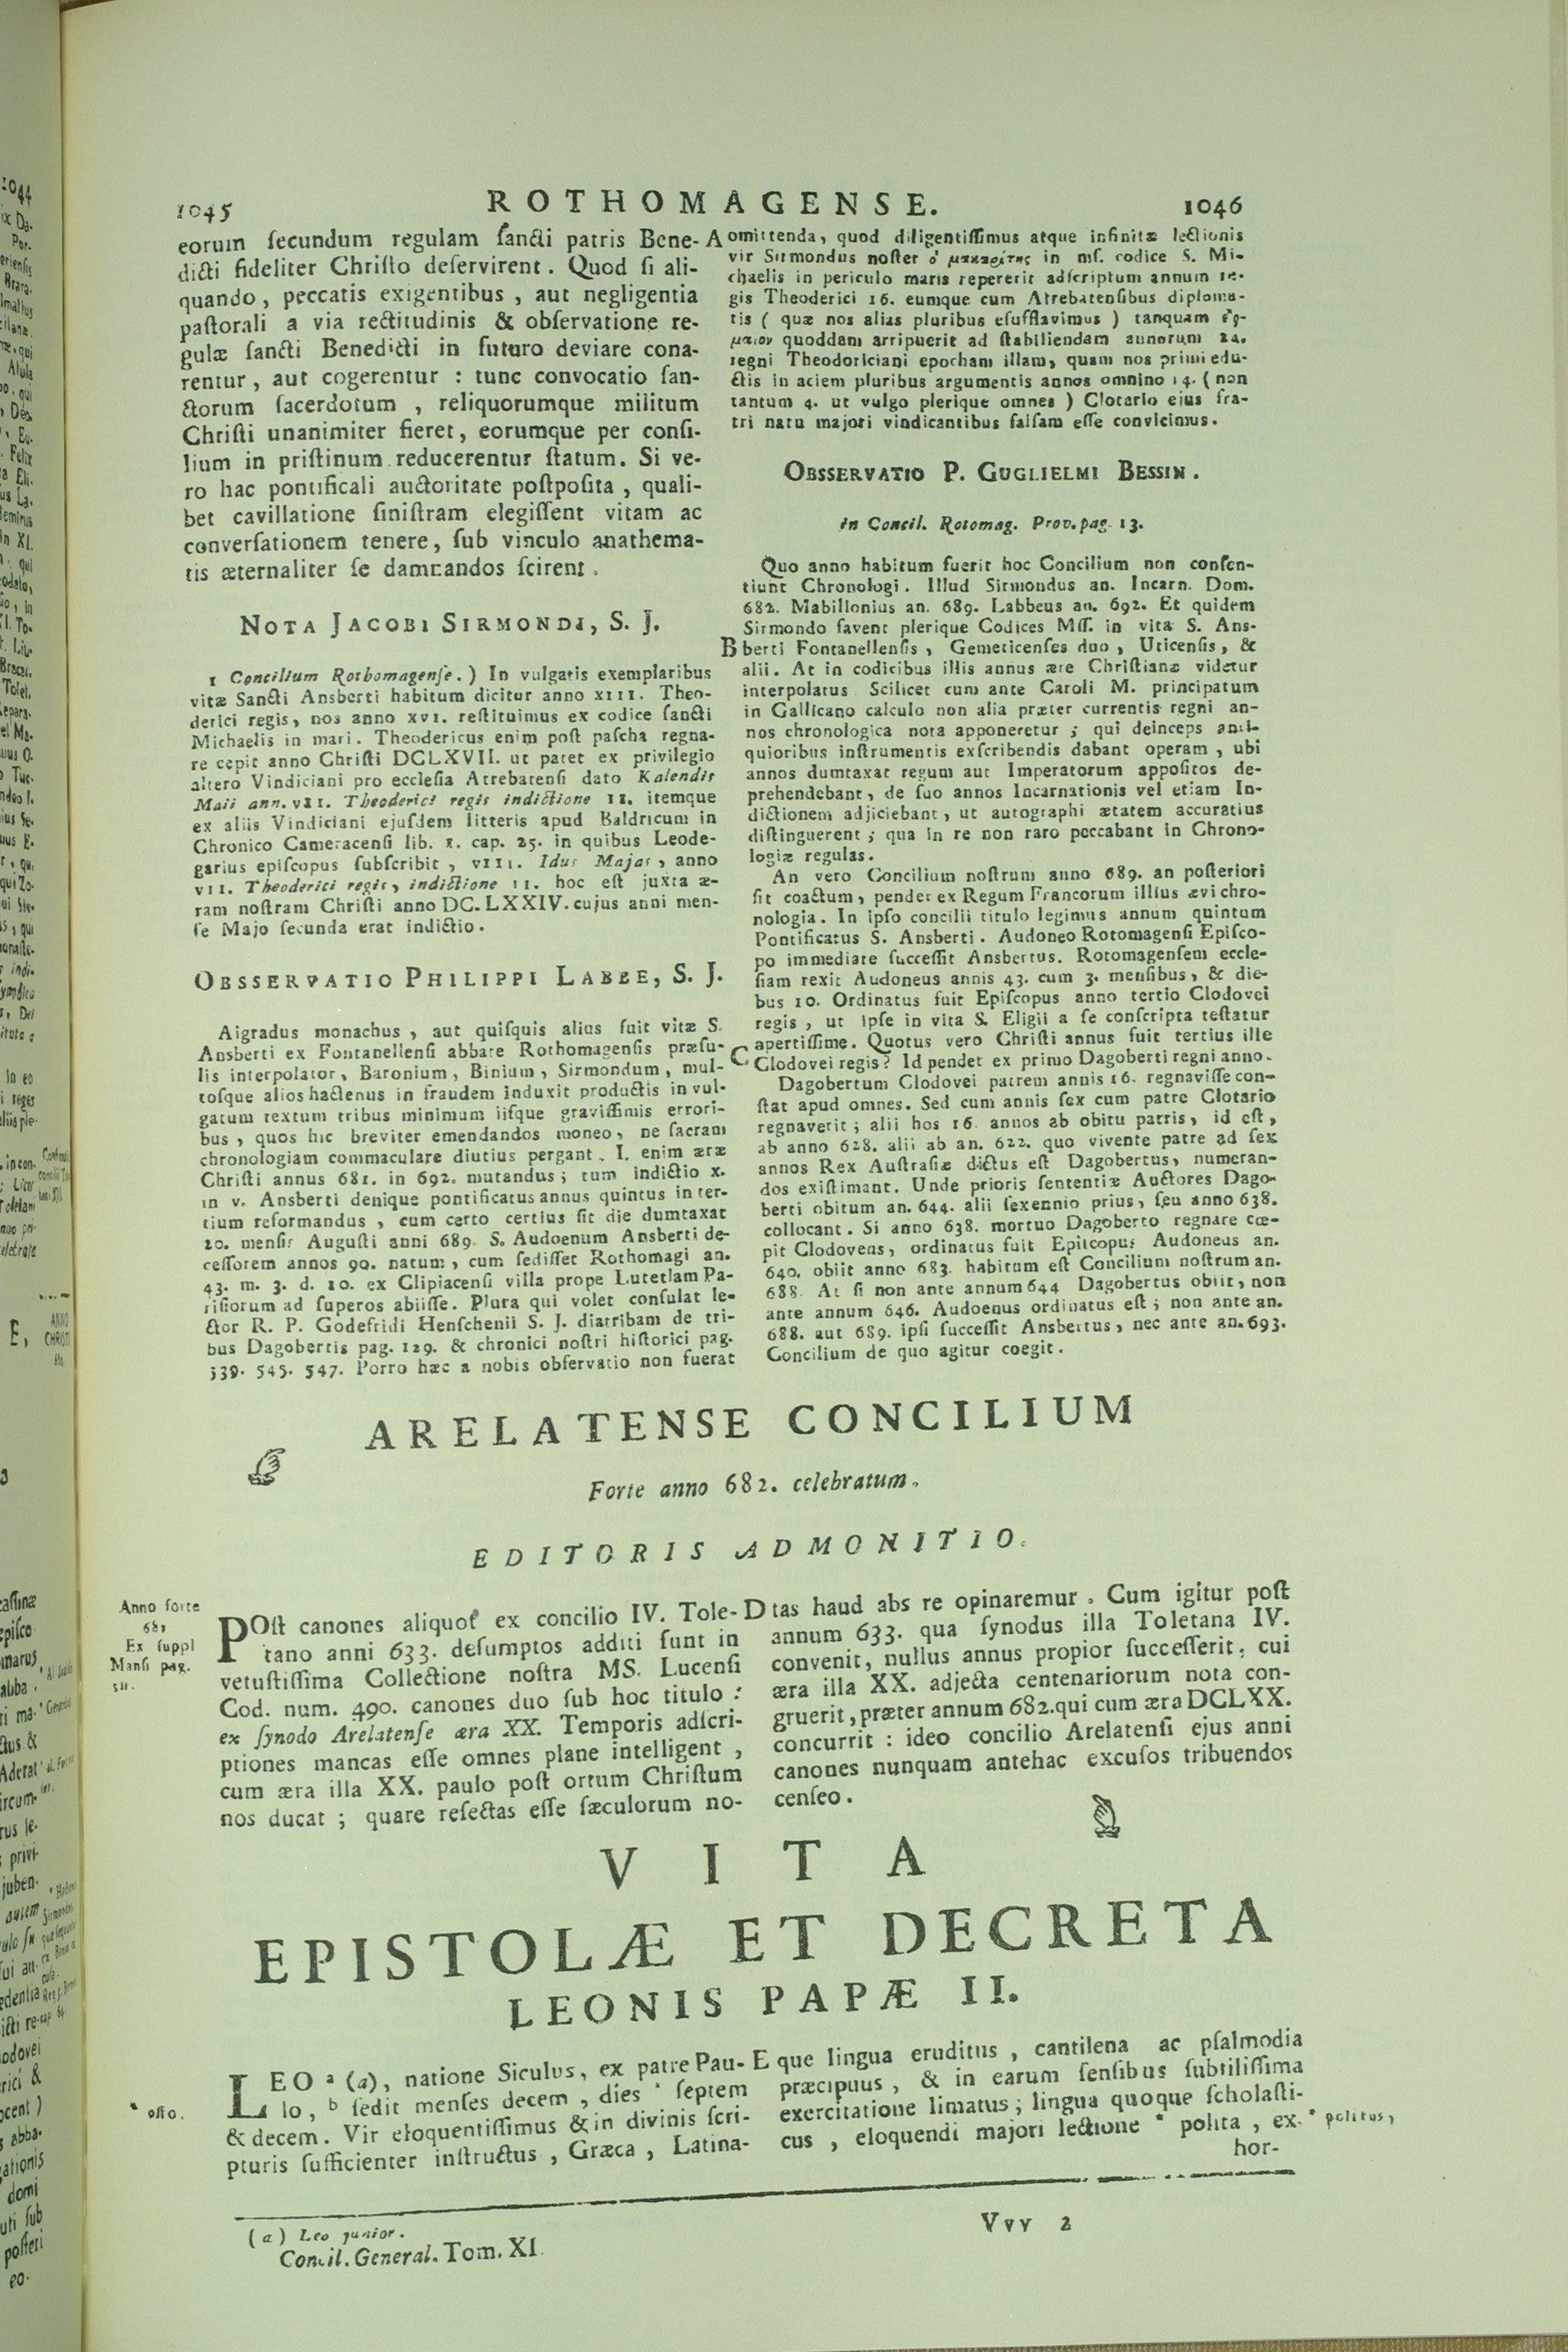 1045
ROTHOMAGENSE.
1046
eorum ſecundum regulam ſancti patris Bene-
dicti fideliter Chriſto deſervirent. Quod ſi ali-
quando, peccatis exigentibus, aut negligentia
paſtorali a via rectitudinis & obſervatione re-
gulæ ſancti Benedicti in futuro deviare cona-
rentur, aut cogerentur : tunc convocatio ſan-
ctorum ſacerdotum , reliquorumque militum
Chriſti unanimiter fieret, eorumque per conſi-
lium in priſtinum reducerentur ſtatum. Si ve-
ro hac pontificali auctoritate poſtpoſita , quali-
bet cavillatione ſiniſtram elegiſſent vitam ac
converſationem tenere, ſub vinculo anathema-
tis æternaliter ſe damnandos ſcirent.
NOTA JACOBI SIRMONDI, S. J.
1 Concilium Rothomagenſe.) In vulgatis exemplaribus
vitæ Sancti Ansberti habitum dicitur anno XIII. Theo-
derici regis, nos anno XVI. reſtituimus ex codice ſancti
Michaelis in mari. Theodericus enim poſt paſcha regna-
re cepit anno Chriſti DCLXVII. ut patet ex privilegio
altero Vindiciani pro eccleſia Atrebatenſi dato Kalendis
Maii ann. VII. Theoderici regis indictione II. itemque
ex aliis Vindiciani ejuſdem litteris apud Baldricum in
Chronico Cameracenſi lib. 1. cap. 25. in quibus Leode-
garius epiſcopus ſubſcribit, VIII. Idus Majas, anno
VII. Theoderici regis, indictione II. hoc eſt juxta æ-
ram noſtram Chriſti anno DC.LXXIV. cujus anni men-
ſe Majo ſecunda erat indictio.
OBSSERVATIO PHILIPPI LABBE, S. J.
Aigradus monachus, aut quiſquis alius fuit vitæ S.
Ansberti ex Fontanellenſi abbate Rothomagenſis præſu-
lis interpolator, Baronium, Binium, Sirmondum, mul-
toſque alios hactenus in fraudem induxit productis in vul-
gatum textum tribus minimum iiſque graviſſimis errori-
bus, quos hic breviter emendandos moneo, ne ſacram
chronologiam commaculare diutius pergant. I. enim æræ
Chriſti annus 681. in 692. mutandus; tum indictio X.
in V. Ansberti denique pontificatus annus quintus in ter-
tium reformandus, cum certo certius ſit die dumtaxat
20. menſis Auguſti anni 689. S. Audoenum Ansberti de-
ceſſorem annos 90. natum, cum ſediſſet Rothomagi an.
43. m. 3. d. 10. ex Clipiacenſi villa prope Lutetiam Pa-
riſiorum ad ſuperos abiiſſe. Plura qui volet conſulat le-
ctor R. P. Godefridi Henſchenii S. J. diatribam de tri-
bus Dagobertis pag. 129. & chronici noſtri hiſtorici pag.
539. 545. 547. Porro hæc a nobis obſervatio non fuerat
A omittenda, quod diligentiſſimus atque infinitæ lectionis
vir Sirmondus noſter ὁ μακαρίτης in mſ. codice S. Mi-
chaelis in periculo maris repererit adſcriptum annum re-
gis Theoderici 16. eumque cum Atrebatenſibus diploma-
tis ( quæ nos alias pluribus eſufflavimus ) tanquam ἕρ-
μαιον quoddam arripuerit ad ſtabiliendam annorum 24.
regni Theodoriciani epocham illam, quam nos primi edu-
ctis in aciem pluribus argumentis annos omnino 14. ( non
tantum 4. ut vulgo plerique omnes ) Clotario ejus fra-
tri natu majori vindicantibus falſam eſſe convicimus.
OBSSERVATIO P. GUGLIELMI BESSIN.
in Concil. Rotomag. Prov. pag 13.
Quo anno habitum fuerit hoc Concilium non conſen-
tiunt Chronologi. Illud Sirmondus an. Incarn. Dom.
682. Mabillonius an. 689. Labbeus an. 692. Et quidem
Sirmondo favent plerique Codices Mſſ. in vita S. Ans-
B berti Fontanellenſis, Gemeticenſes duo, Uticenſis, &
alii. At in codicibus illis annus ære Chriſtianæ videtur
interpolatus. Scilicet cum ante Caroli M. principatum
in Gallicano calculo non alia præter currentis regni an-
nos chronologica nota apponeretur ; qui deinceps anti-
quioribus inſtrumentis exſcribendis dabant operam, ubi
annos dumtaxat regum aut Imperatorum appoſitos de-
prehendebant, de ſuo annos Incarnationis vel etiam In-
dictionem adjiciebant, ut autographi ætatem accuratius
diſtinguerent ; qua in re non raro peccabant in Chrono-
logiæ regulas.
An vero Concilium noſtrum anno 689. an poſteriori
ſit coactum, pendet ex Regum Francorum illius ævi chro-
nologia. In ipſo concilii titulo legimus annum quintum
Pontificatus S. Ansberti. Audoneo Rotomagenſi Epiſco-
po immediate ſucceſſit Ansbertus. Rotomagenſem eccle-
ſiam rexit Audoneus annis 43. cum 3. menſibus, & die-
bus 10. Ordinatus fuit Epiſcopus anno tertio Clodovei
regis, ut ipſe in vita S. Eligii a ſe conſcripta teſtatur
C apertiſſime. Quotus vero Chriſti annus fuit tertius ille
Clodovei regis? Id pendet ex primo Dagoberti regni anno.
Dagobertum Clodovei patrem annis 16. regnaviſſe con-
ſtat apud omnes. Sed cum annis ſex cum patre Clotario
regnaverit ; alii hos 16. annos ab obitu patris, id eſt,
ab anno 628. alii ab an. 622. quo vivente patre ad ſex
annos Rex Auſtraſiæ dictus eſt Dagobertus, numeran-
dos exiſtimant. Unde prioris ſententiæ Auctores Dago-
berti obitum an. 644. alii ſexennio prius, ſeu anno 638.
collocant. Si anno 638. mortuo Dagoberto regnare cœ-
pit Clodoveus, ordinatus fuit Epiſcopus Audoneus an.
640. obiit anno 683. habitum eſt Concilium noſtrum an.
688. At ſi non ante annum 644 Dagobertus obiit, non
ante annum 646. Audoenus ordinatus eſt ; non ante an.
688. aut 689. ipſi ſucceſſit Ansbertus, nec ante an. 693.
Concilium de quo agitur coegit.
ARELATENSE CONCILIUM
Forte anno 682. celebratum.
EDITORIS ADMONITIO.
Anno forte
682
Ex ſuppl
Manſi pag.
511.
POſt canones aliquot ex concilio IV. Tole-
tano anni 633. deſumptos additi ſunt in
vetuſtiſſima Collectione noſtra MS. Lucenſi
Cod. num. 490. canones duo ſub hoc titulo :
ex ſynodo Arelatenſe æra XX. Temporis adſcri-
ptiones mancas eſſe omnes plane intelligent ,
cum æra illa XX. paulo poſt ortum Chriſtum
nos ducat ; quare reſectas eſſe ſæculorum no-
D tas haud abs re opinaremur. Cum igitur poſt
annum 633. qua ſynodus illa Toletana IV.
convenit, nullus annus propior ſucceſſerit, cui
æra illa XX. adjecta centenariorum nota con-
gruerit, præter annum 682. qui cum æra DCLXX.
concurrit : ideo concilio Arelatenſi ejus anni
canones nunquam antehac excuſos tribuendos
cenſeo.
VITA
EPISTOLÆ ET DECRETA
LEONIS PAPÆ II.
LEO a (a), natione Siculus, ex patre Pau-
lo, b ſedit menſes decem, dies * ſeptem
& decem. Vir eloquentiſſimus & in divinis ſcri-
pturis ſufficienter inſtructus , Græca , Latina-
* octo.
E que lingua eruditus , cantilena ac pſalmodia
præcipuus , & in earum ſenſibus ſubtiliſſima
exercitatione limatus; lingua quoque ſcholaſti-
cus , eloquendi majori lectione * polita , ex-
* politus,
hor-
(a) Leo junior.
Concil. General. Tom. XI.
Vvv 2